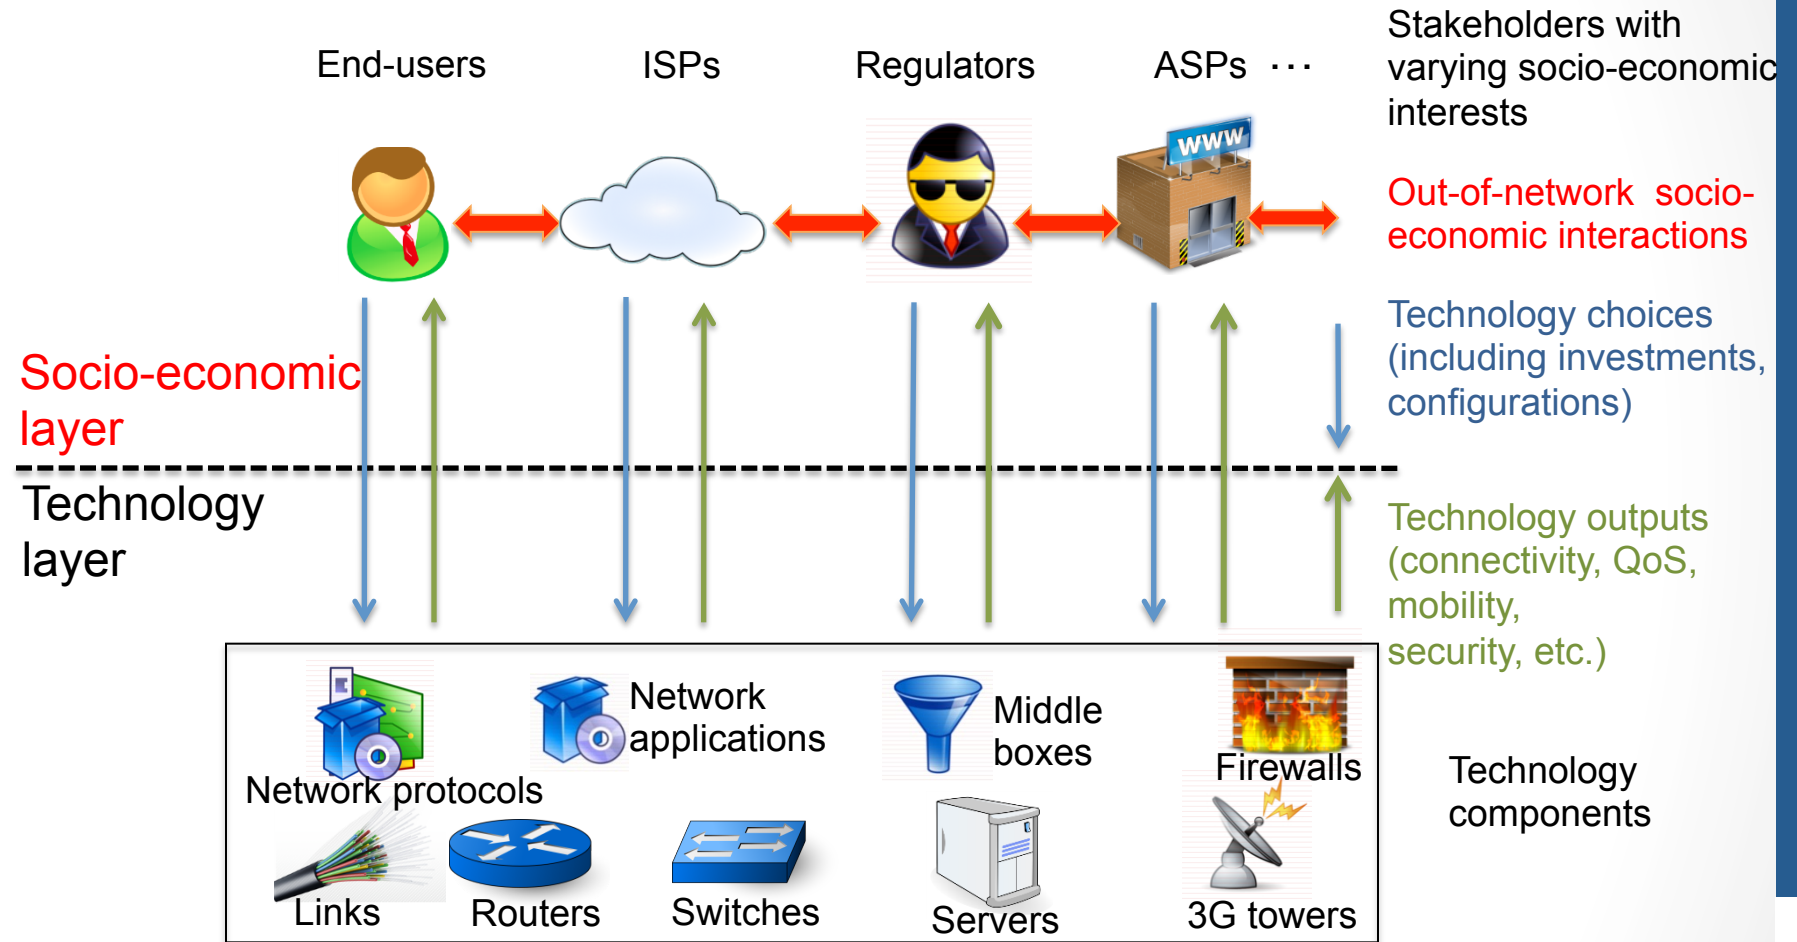 End-users
ISPs
Regulators
ASPs ...
Stakeholders with
varying socio-economic
interests
WWW
Out-of-network socio-
economic interactions
Technology choices
(including investments,
configurations)
Socio-economic
layer
Technology
layer
Technology outputs
(connectivity, QoS,
mobility,
security, etc.)
Network protocols
Network
applications
Middle
boxes
Firewalls
Technology
components
Links
Routers
Switches
Servers
3G towers